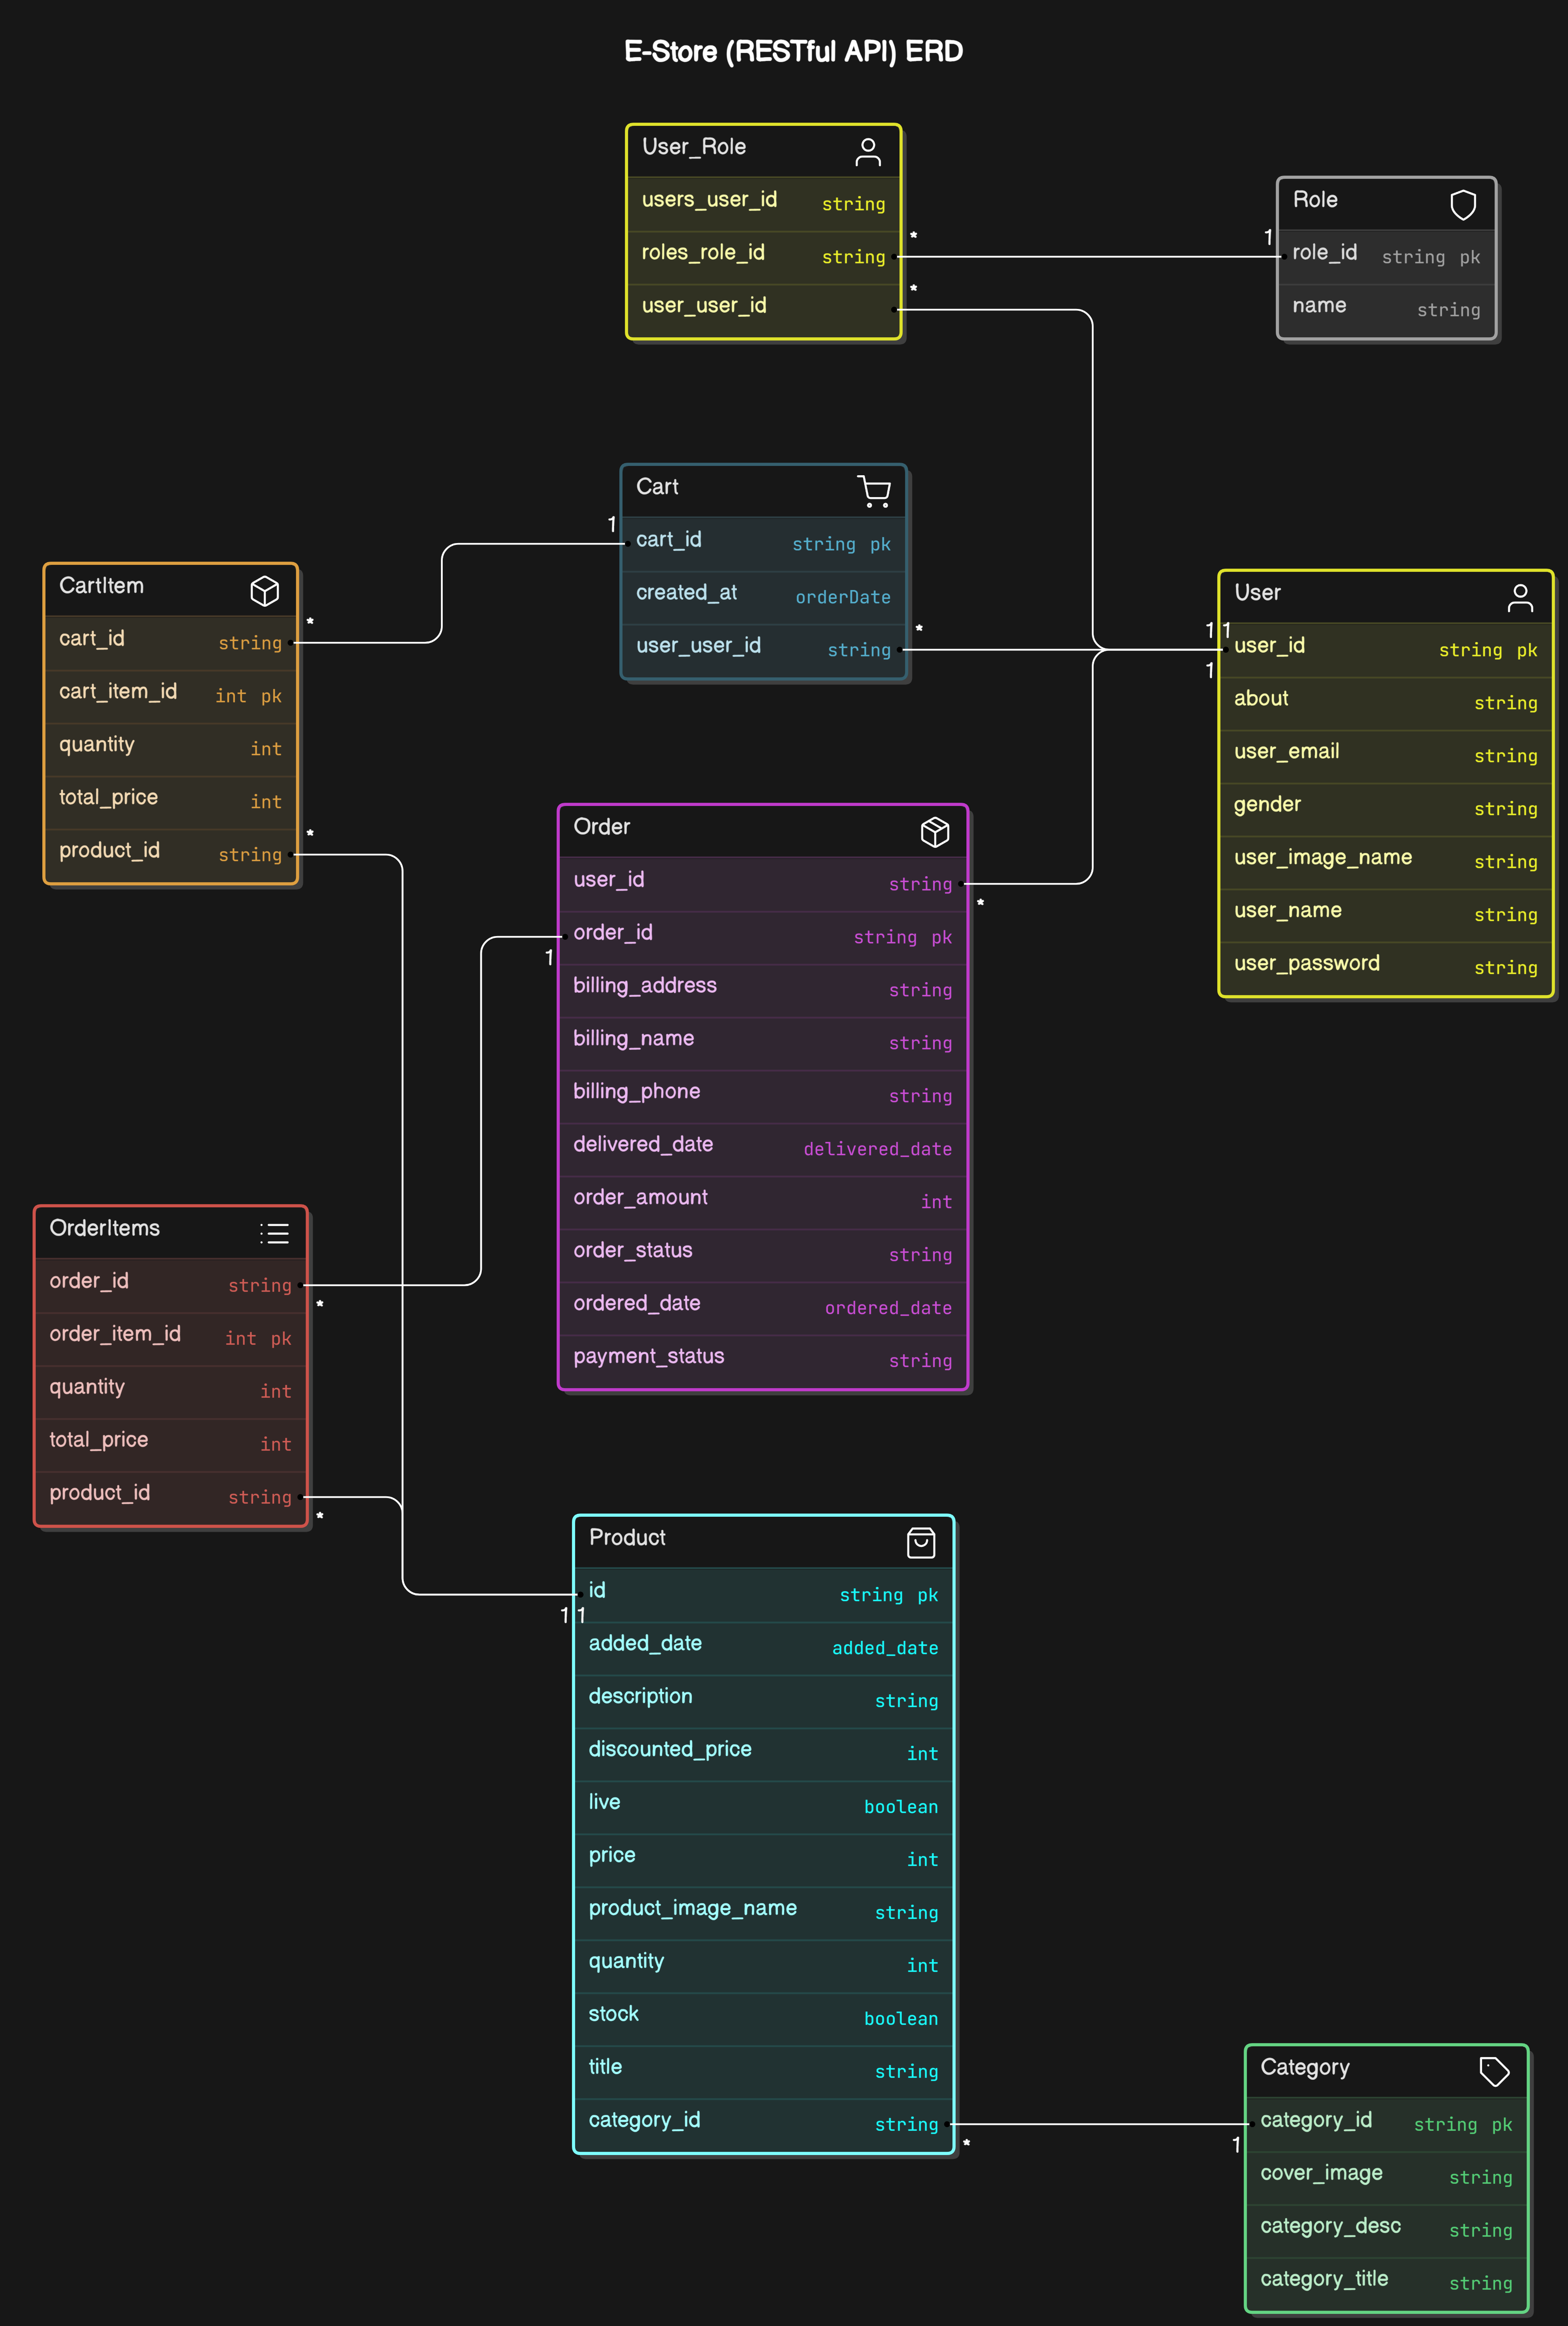 E-Store (RESTful API) ERD
User_Role
users_user_id string
roles_role_id string
user_user_id
*
*
1
Role
role_id string pk
name string
Cart
cart_id string pk
created_at orderDate
user_user_id string
1
*
CartItem
cart_id string
cart_item_id int pk
quantity int
total_price int
product_id string
*
*
User
user_id string pk
about string
user_email string
gender string
user_image_name string
user_name string
user_password string
1 1
1
Order
user_id string
order_id string pk
billing_address string
billing_name string
billing_phone string
delivered_date delivered_date
order_amount int
order_status string
ordered_date ordered_date
payment_status string
*
1
OrderItems
order_id string
order_item_id int pk
quantity int
total_price int
product_id string
*
*
Product
id string pk
added_date added_date
description string
discounted_price int
live boolean
price int
product_image_name string
quantity int
stock boolean
title string
category_id string
1 1
*
1
Category
category_id string pk
cover_image string
category_desc string
category_title string